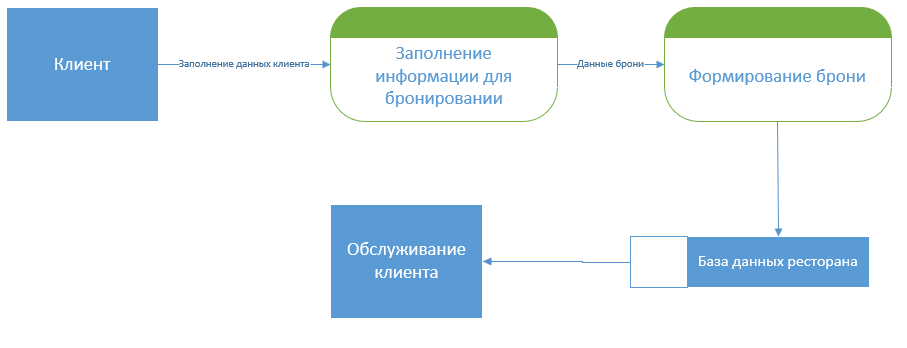 Клиент
Заполнение данных клиента
Заполнение
информации для
бронировании
Данные брони
Формирование брони
Обслуживание
клиента
База данных ресторана